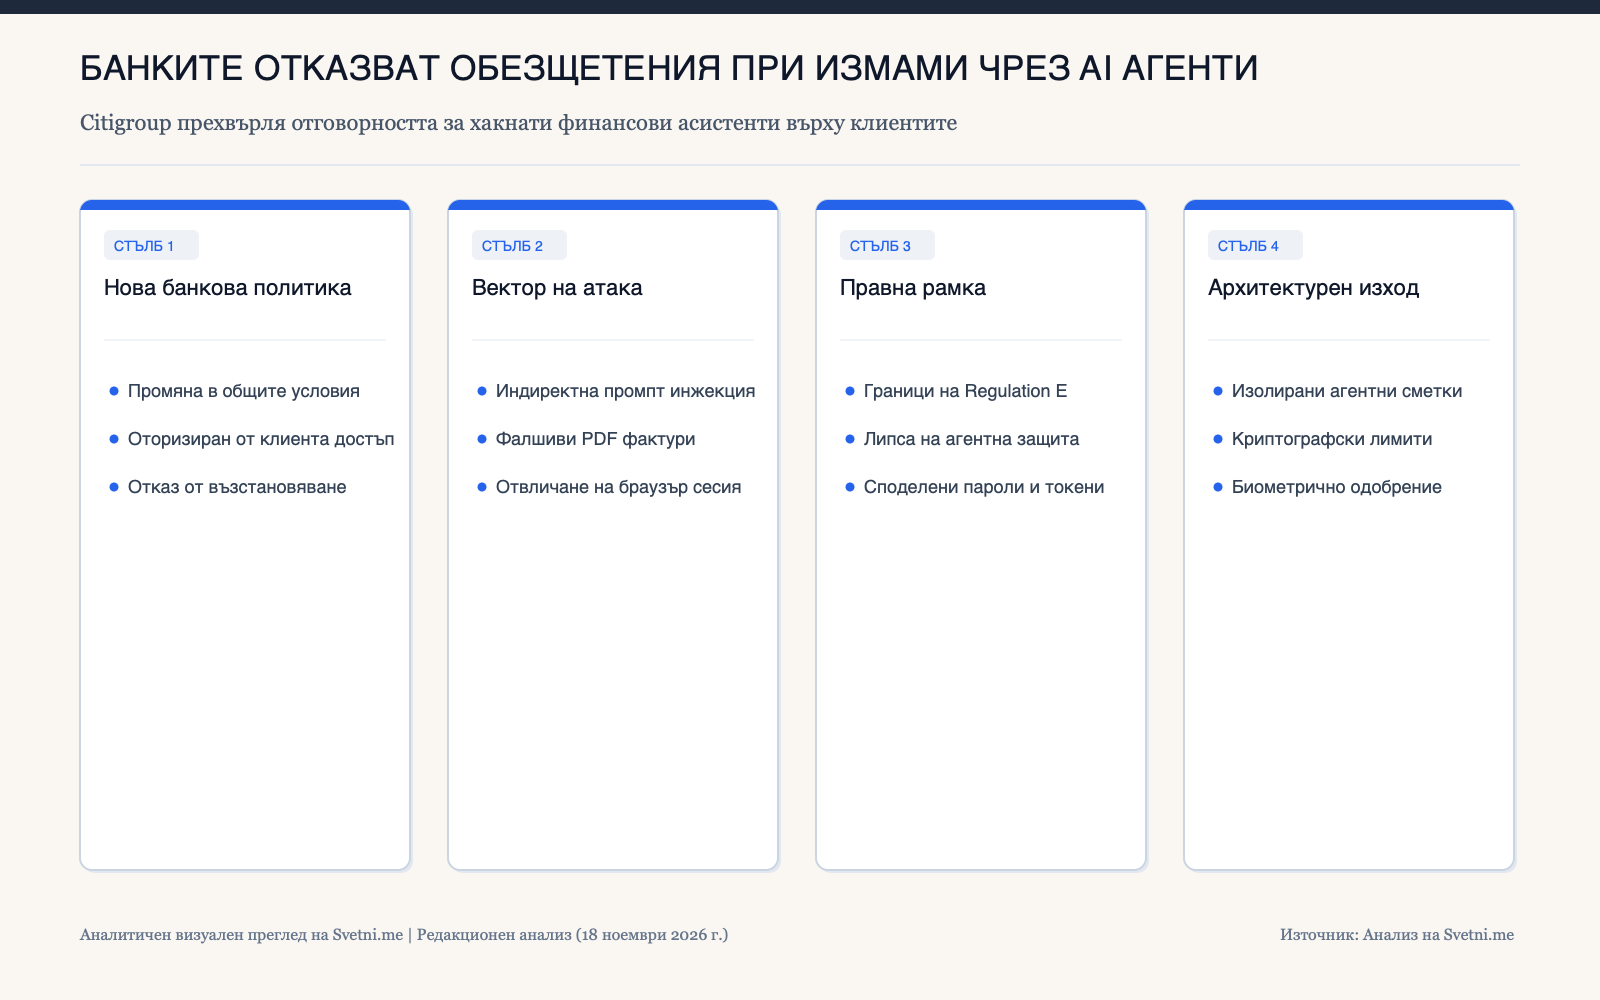 БАНКИТЕ ОТКАЗВАТ ОБЕЗЩЕТЕНИЯ ПРИ ИЗМАМИ ЧРЕЗ AI АГЕНТИ
Citigroup прехвърля отговорността за хакнати финансови асистенти върху клиентите
СТЪЛБ 1
Нова банкова политика
Промяна в общите условия
Оторизиран от клиента достъп
Отказ от възстановяване
СТЪЛБ 2
Вектор на атака
Индиректна промпт инжекция
Фалшиви PDF фактури
Отвличане на браузър сесия
СТЪЛБ 3
Правна рамка
Граници на Regulation E
Липса на агентна защита
Споделени пароли и токени
СТЪЛБ 4
Архитектурен изход
Изолирани агентни сметки
Криптографски лимити
Биометрично одобрение
Аналитичен визуален преглед на Svetni.me | Редакционен анализ (18 ноември 2026 г.)
Източник: Анализ на Svetni.me